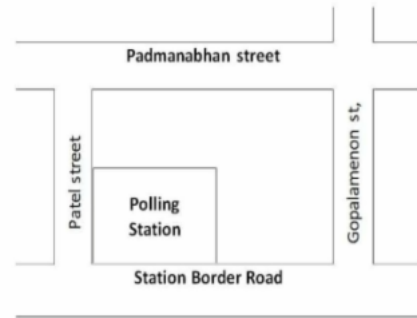 Padmanabhan street
Patel street
Gopalamenon st,
Polling
Station
Station Border Road